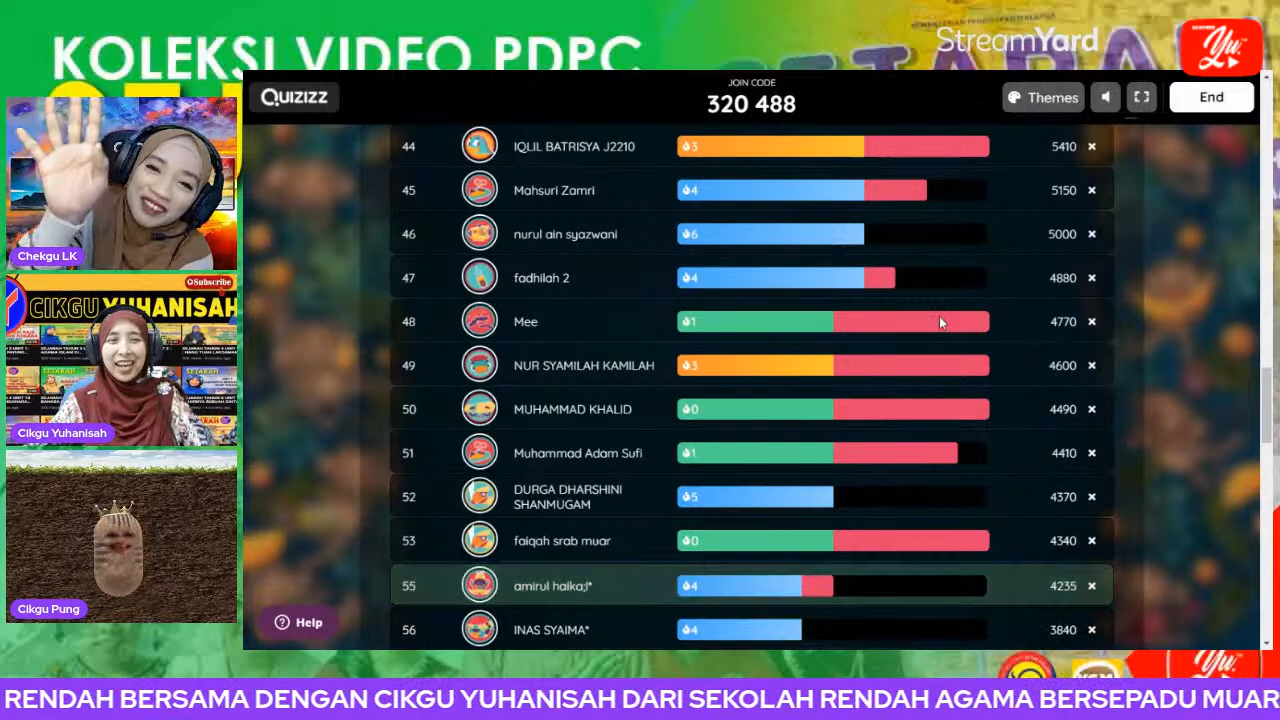 KOLEKSI VIDEO PDPC
StreamYard
Yu
Quizizz
JOIN CODE
320 488
Themes
End
44 IQLIL BATRISYA J2210 3 5410
45 Mahsuri Zamri 4 5150
46 nurul ain syazwani 6 5000
47 fadhilah 2 4 4880
48 Mee 1 4770
49 NUR SYAMILAH KAMILAH 3 4600
50 MUHAMMAD KHALID 0 4490
51 Muhammad Adam Sufi 1 4410
52 DURGA DHARSHINI
SHANMUGAM 5 4370
53 faiqah srab muar 0 4340
55 amirul haika;l* 4 4235
56 INAS SYAIMA* 4 3840
Help
Chekgu LK
Subscribe
CIKGU YUHANISAH
Cikgu Yuhanisah
Cikgu Pung
RENDAH BERSAMA DENGAN CIKGU YUHANISAH DARI SEKOLAH RENDAH AGAMA BERSEPADU MUAR